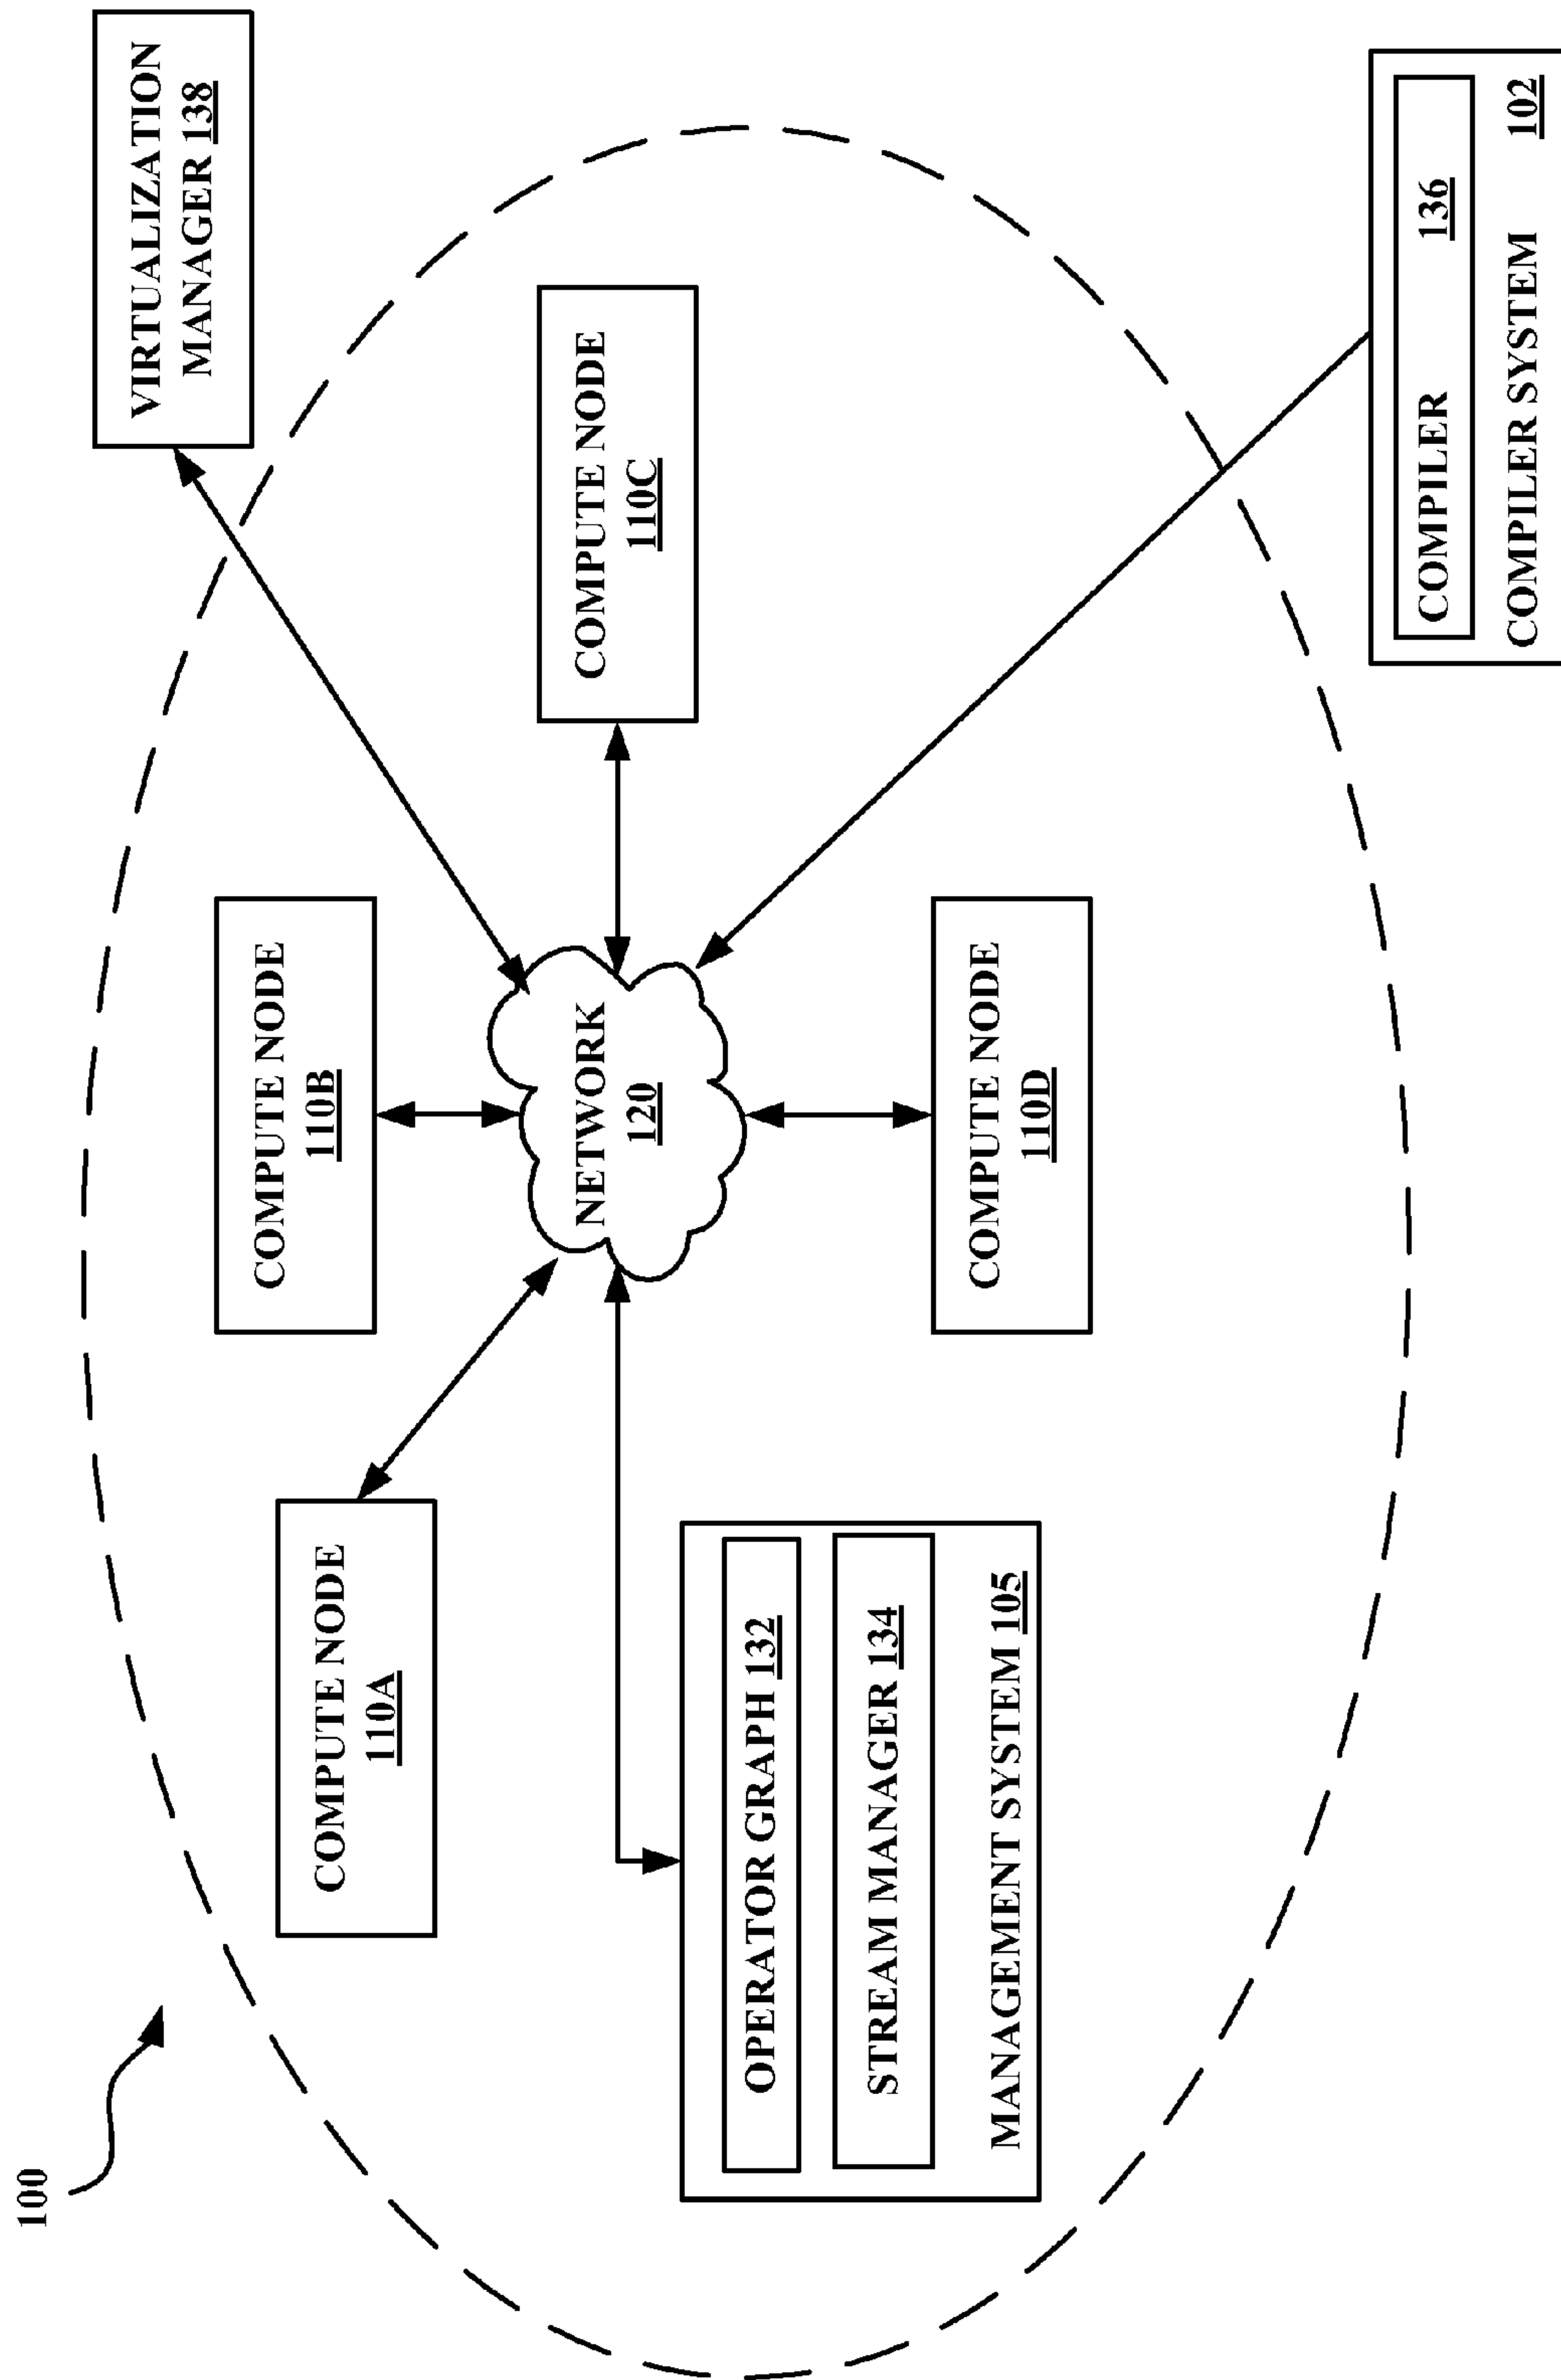 100
VIRTUALIZATION
MANAGER 138
COMPUTE NODE
110B
COMPUTE NODE
110A
COMPUTE NODE
110C
NETWORK
120
OPERATOR GRAPH 132
STREAM MANAGER 134
MANAGEMENT SYSTEM 105
COMPUTE NODE
110D
COMPILER 136
COMPILER SYSTEM 102